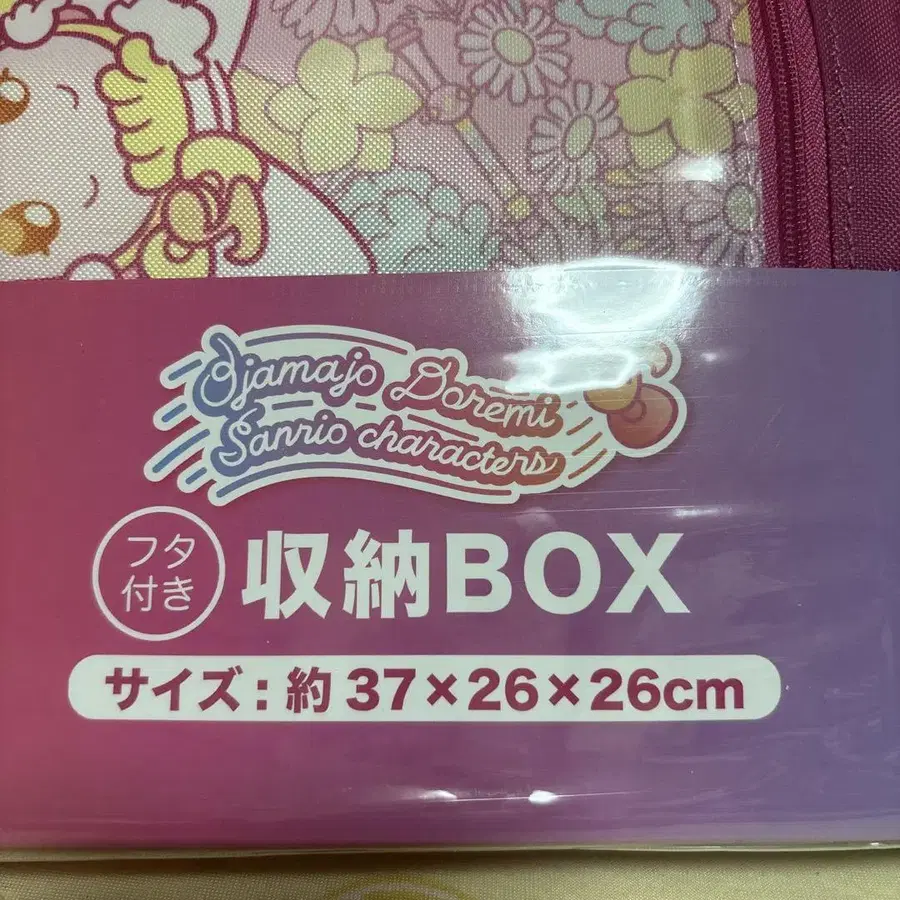 Ojamajo Doremi
Sanrio characters
フタ
付き
収納BOX
サイズ:約 37×26×26cm